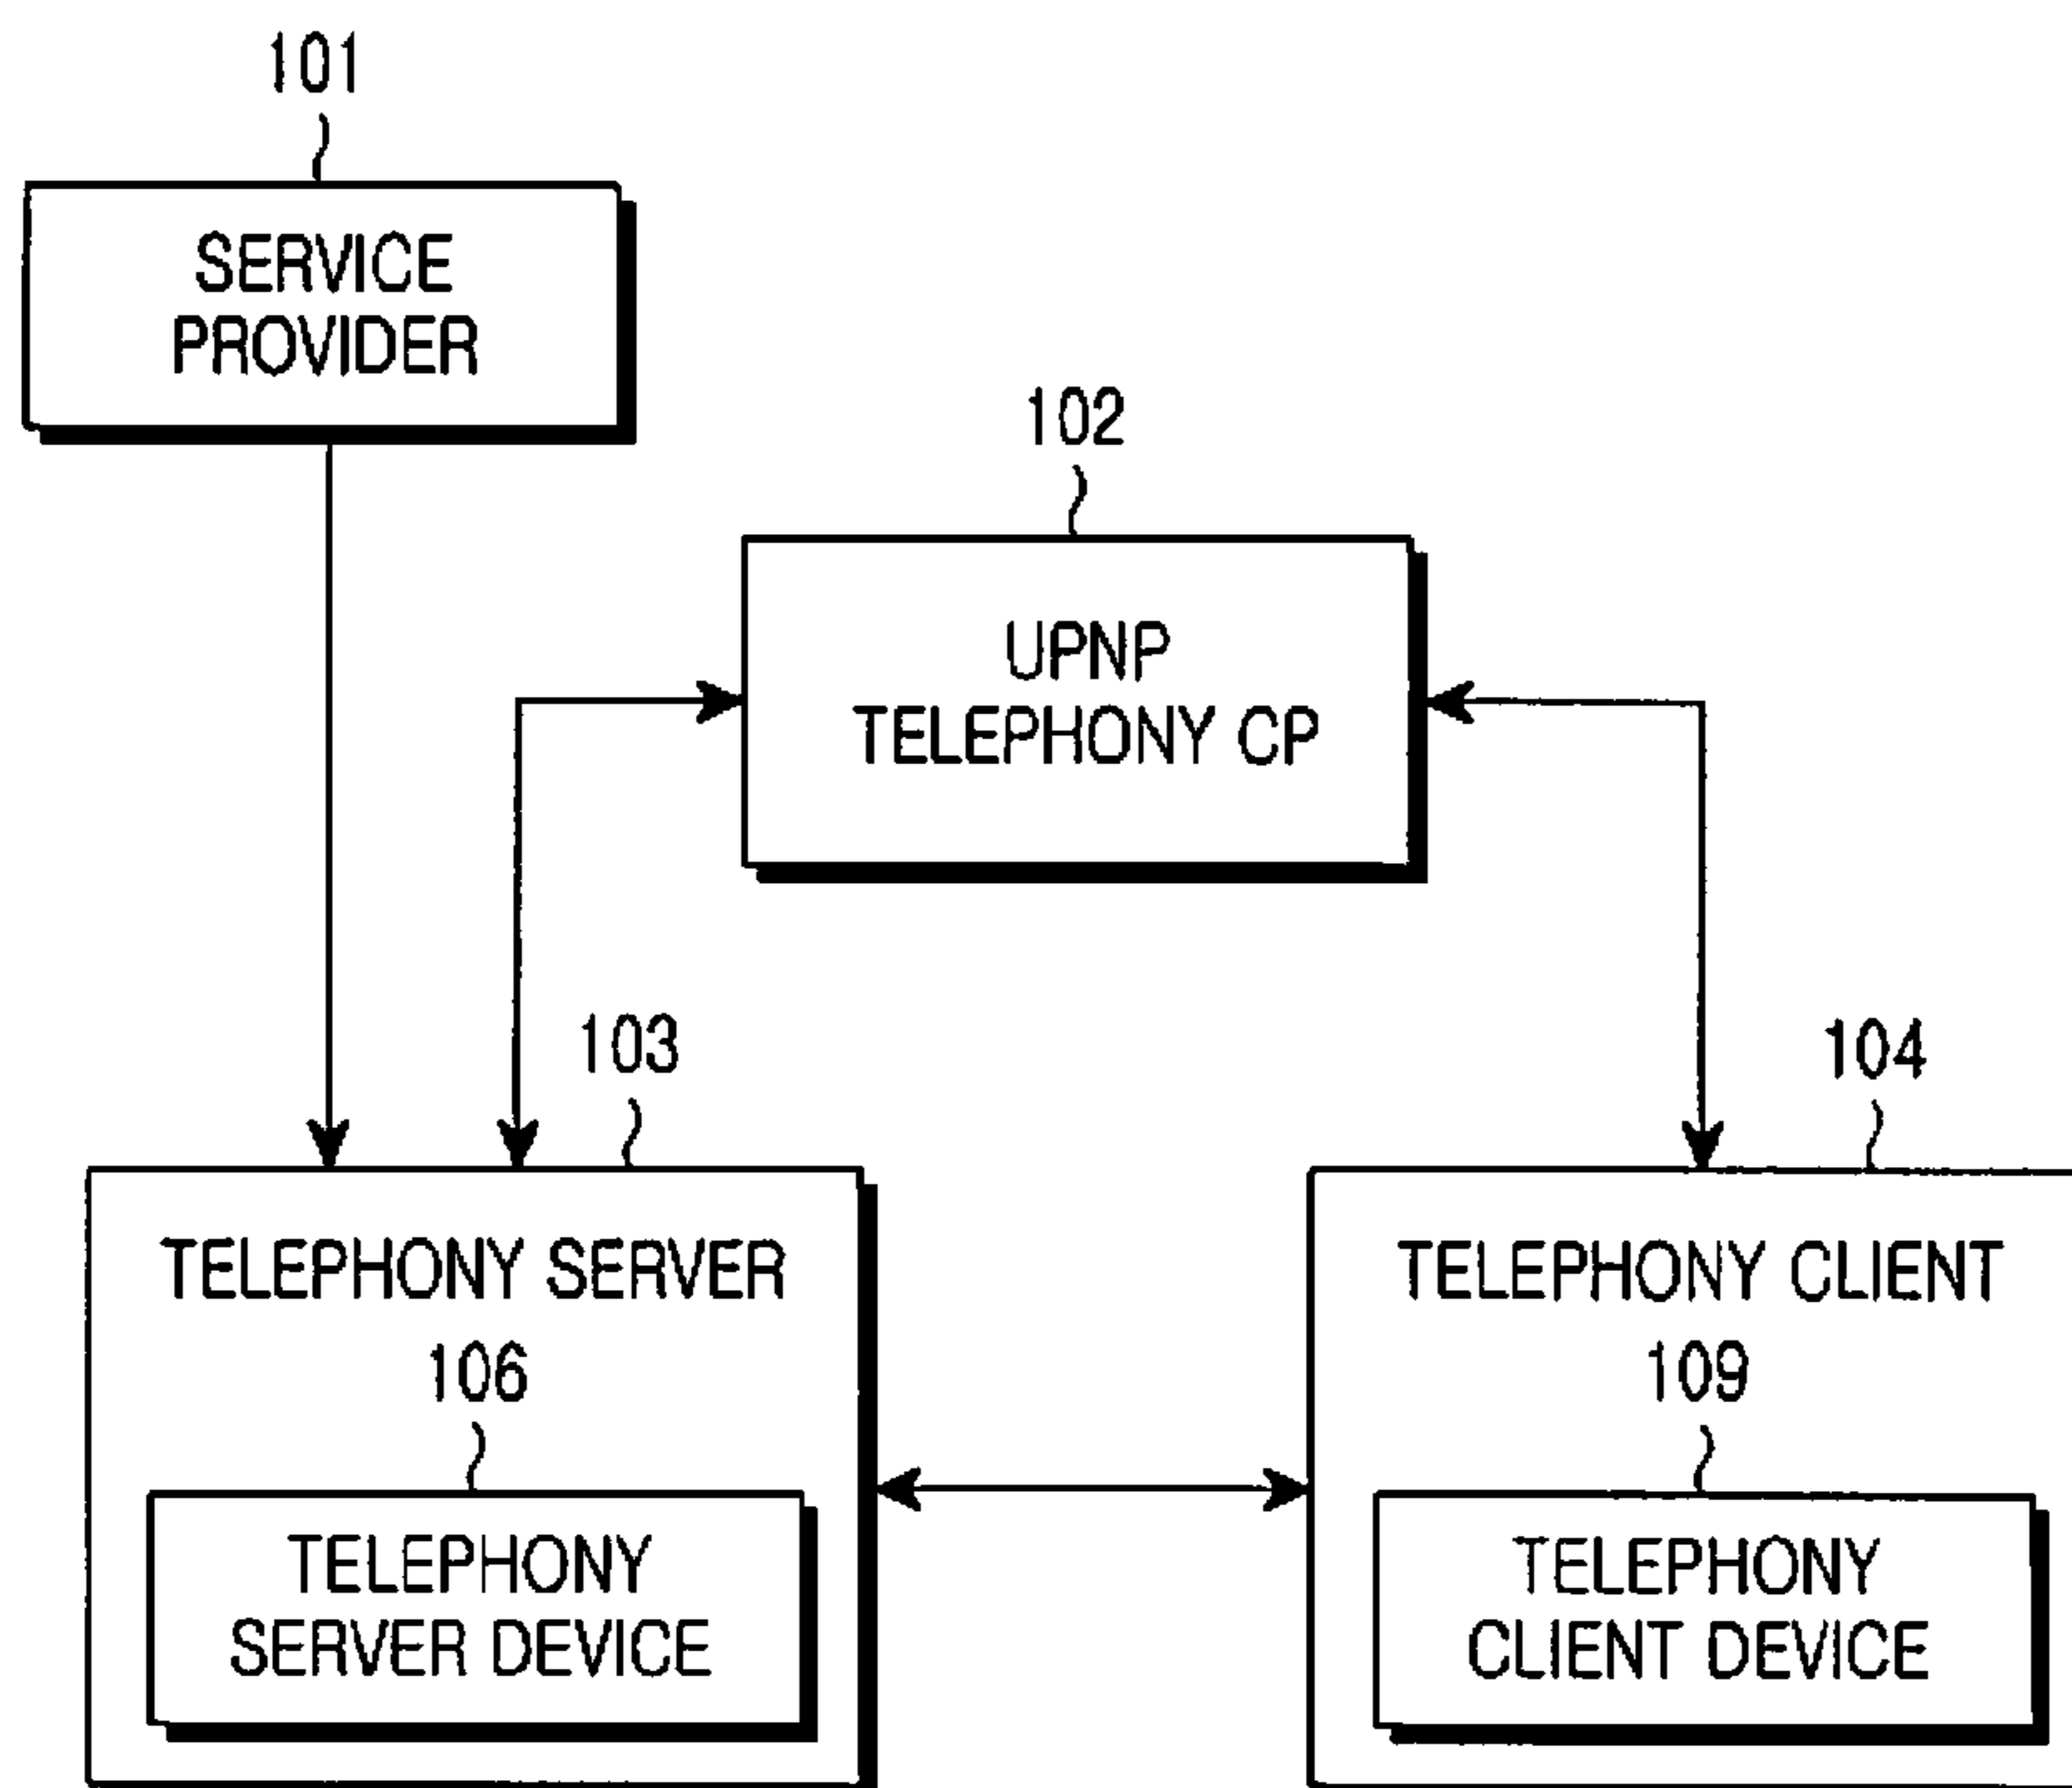 101
SERVICE
PROVIDER
102
UPNP
TELEPHONY CP
103
TELEPHONY SERVER
106
TELEPHONY
SERVER DEVICE
104
TELEPHONY CLIENT
109
TELEPHONY
CLIENT DEVICE